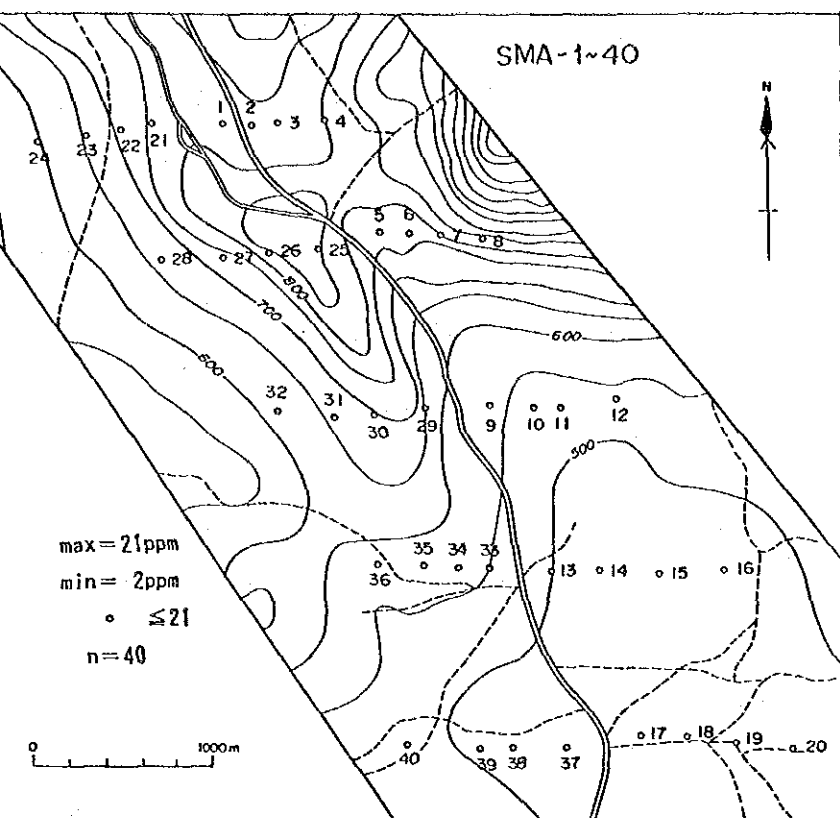 SMA-1~40
N
1 2 3 4
24 23 22 21
5 6 7 8
28 27 26 25
800
700
600
600
32 31 30 29 9 10 11 12
500
max=21ppm
min= 2ppm
≦21
n=40
36 35 34 33 13 14 15 16
0 1000m
40 39 38 37 17 18 19 20